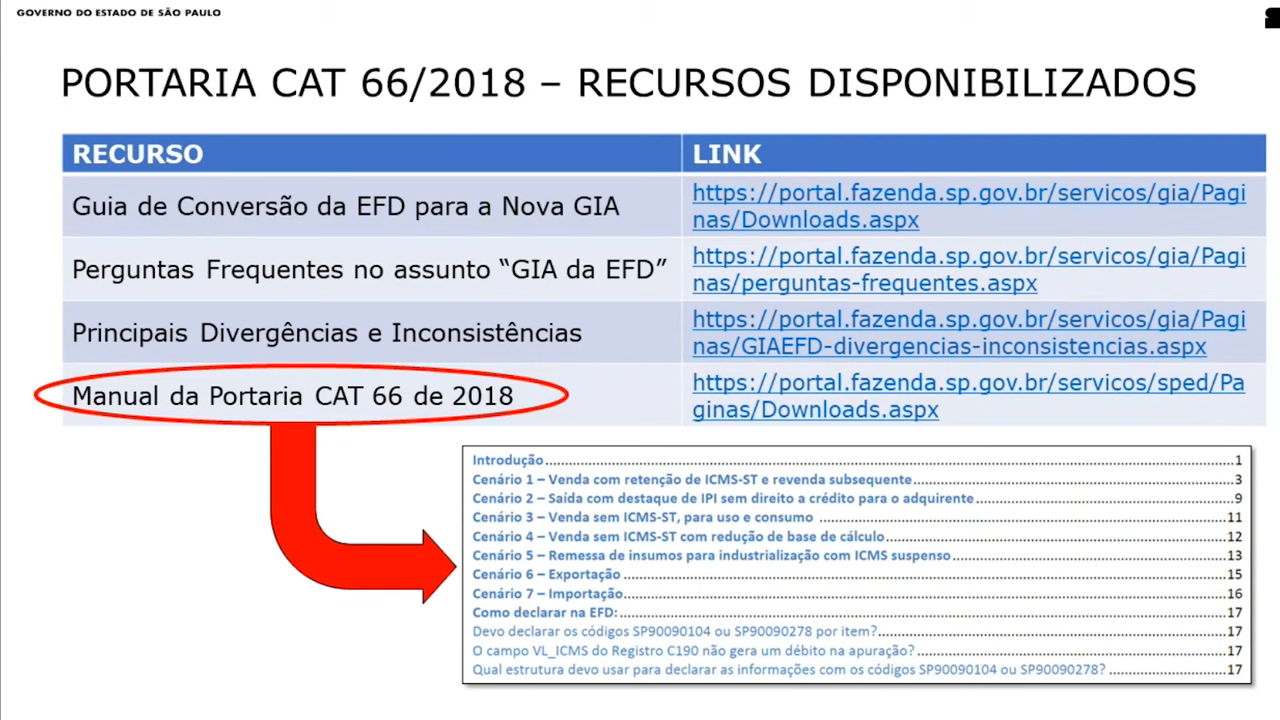 GOVERNO DO ESTADO DE SÃO PAULO
PORTARIA CAT 66/2018 – RECURSOS DISPONIBILIZADOS
RECURSO LINK
Guia de Conversão da EFD para a Nova GIA
https://portal.fazenda.sp.gov.br/servicos/gia/Pagi
nas/Downloads.aspx
Perguntas Frequentes no assunto “GIA da EFD”
https://portal.fazenda.sp.gov.br/servicos/gia/Pagi
nas/perguntas-frequentes.aspx
Principais Divergências e Inconsistências
https://portal.fazenda.sp.gov.br/servicos/gia/Pagi
nas/GIAEFD-divergencias-inconsistencias.aspx
Manual da Portaria CAT 66 de 2018
https://portal.fazenda.sp.gov.br/servicos/sped/Pa
ginas/Downloads.aspx
Introdução 1
Cenário 1 – Venda com retenção de ICMS-ST e revenda subsequente 3
Cenário 2 – Saída com destaque de IPI sem direito a crédito para o adquirente 9
Cenário 3 – Venda sem ICMS-ST, para uso e consumo 11
Cenário 4 – Venda sem ICMS-ST com redução de base de cálculo 12
Cenário 5 – Remessa de insumos para industrialização com ICMS suspenso 13
Cenário 6 – Exportação 15
Cenário 7 – Importação 16
Como declarar na EFD: 17
Devo declarar os códigos SP90090104 ou SP90090278 por item? 17
O campo VL_ICMS do Registro C190 não gera um débito na apuração? 17
Qual estrutura devo usar para declarar as informações com os códigos SP90090104 ou SP90090278? 17